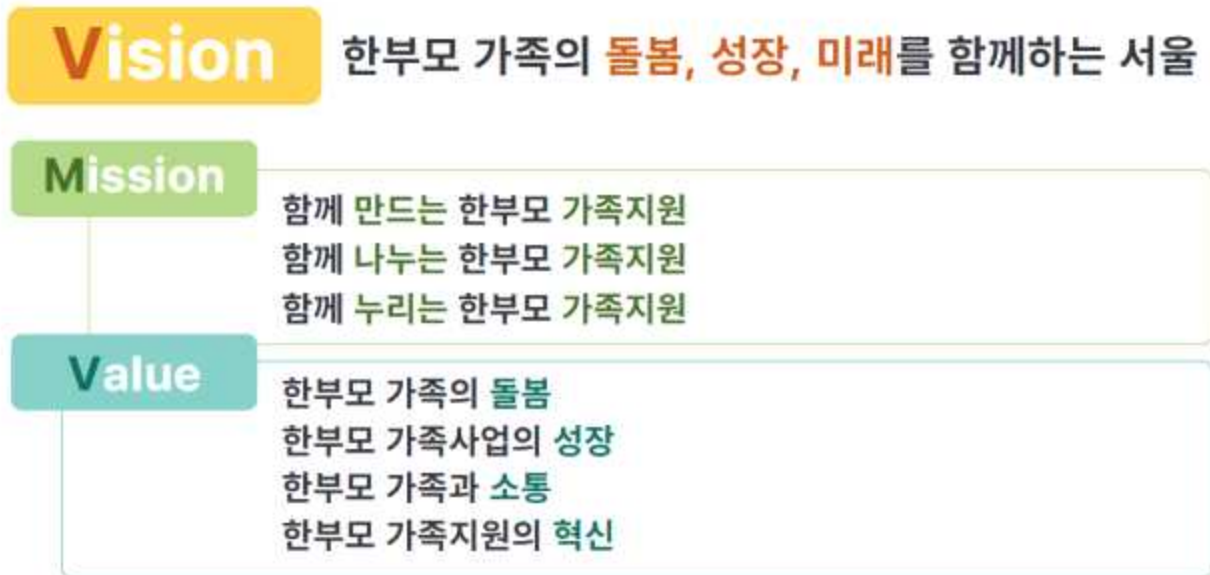 Vision
한부모 가족의 돌봄, 성장, 미래를 함께하는 서울
Mission
함께 만드는 한부모 가족지원
함께 나누는 한부모 가족지원
함께 누리는 한부모 가족지원
Value
한부모 가족의 돌봄
한부모 가족사업의 성장
한부모 가족과 소통
한부모 가족지원의 혁신